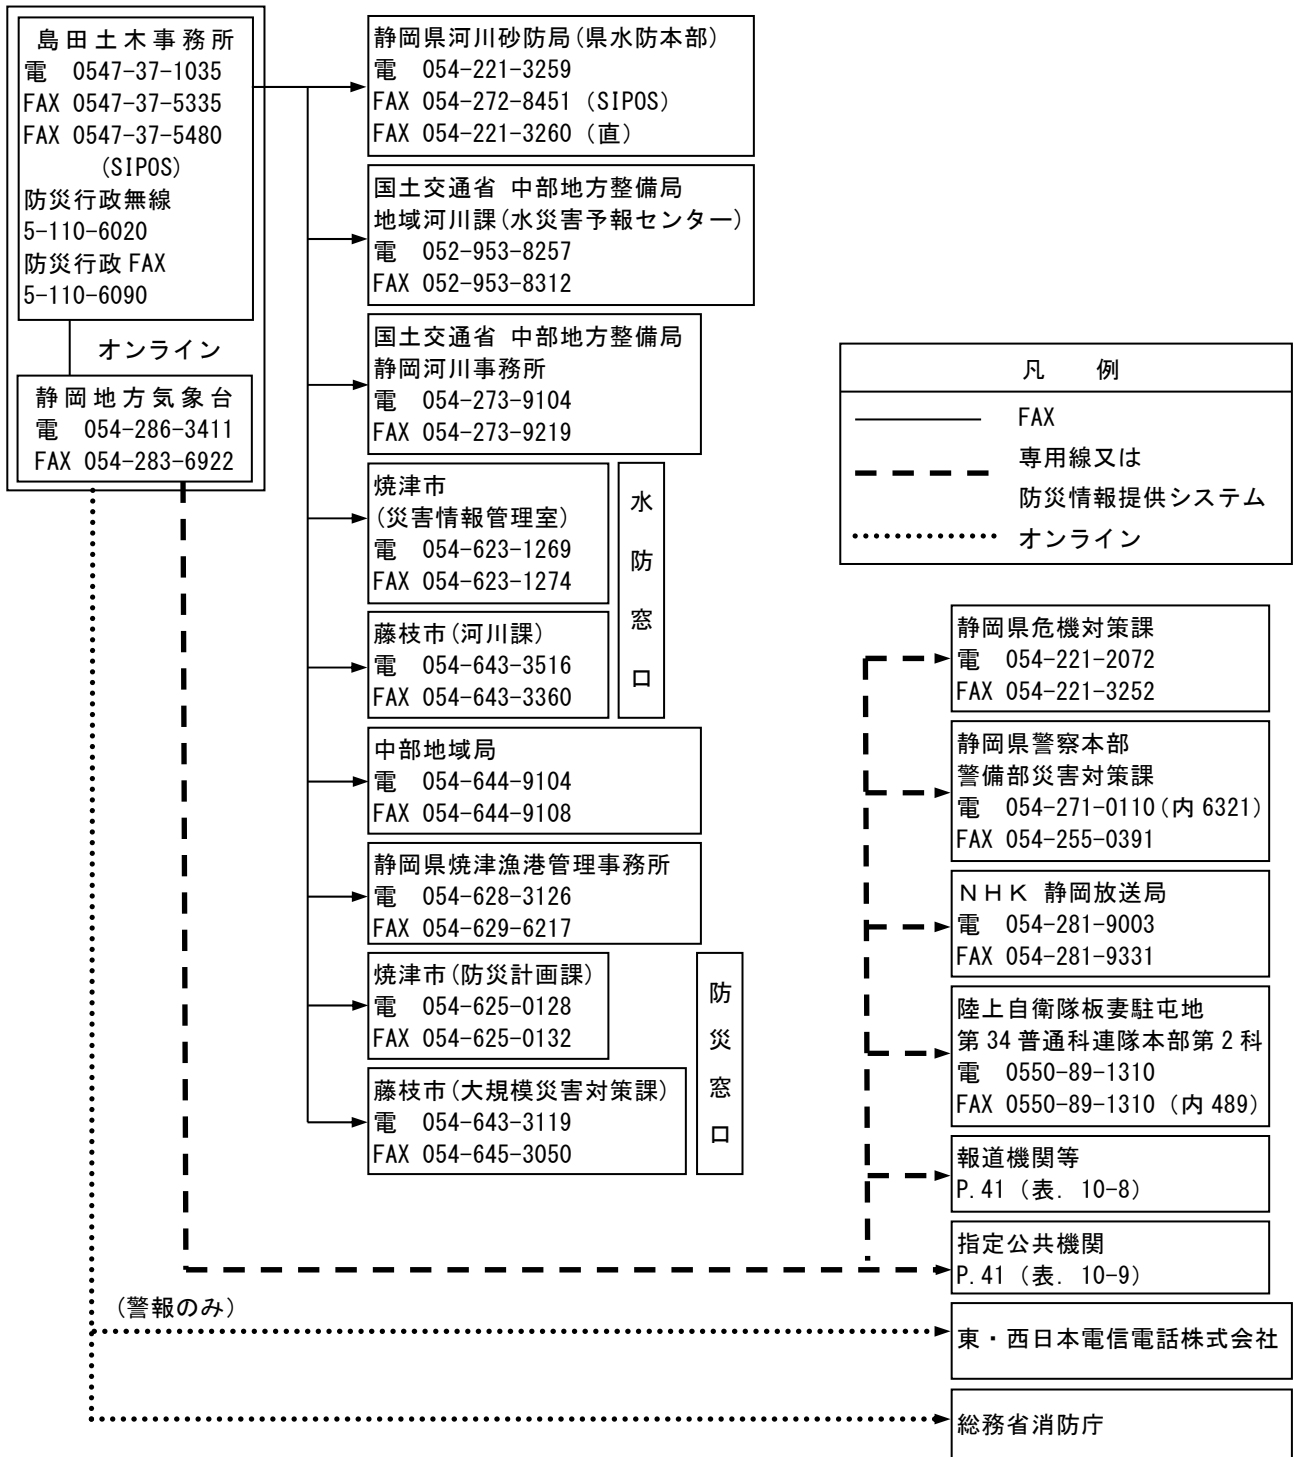 島田土木事務所
電 0547-37-1035
FAX 0547-37-5335
FAX 0547-37-5480
(SIPOS)
防災行政無線
5-110-6020
防災行政 FAX
5-110-6090
オンライン
静岡地方気象台
電 054-286-3411
FAX 054-283-6922
静岡県河川砂防局(県水防本部)
電 054-221-3259
FAX 054-272-8451 (SIPOS)
FAX 054-221-3260 (直)
国土交通省 中部地方整備局
地域河川課(水災害予報センター)
電 052-953-8257
FAX 052-953-8312
国土交通省 中部地方整備局
静岡河川事務所
電 054-273-9104
FAX 054-273-9219
焼津市
(災害情報管理室)
電 054-623-1269
FAX 054-623-1274
藤枝市(河川課)
電 054-643-3516
FAX 054-643-3360
水防窓口
中部地域局
電 054-644-9104
FAX 054-644-9108
静岡県焼津漁港管理事務所
電 054-628-3126
FAX 054-629-6217
焼津市(防災計画課)
電 054-625-0128
FAX 054-625-0132
藤枝市(大規模災害対策課)
電 054-643-3119
FAX 054-645-3050
防災窓口
凡 例
FAX
専用線又は
防災情報提供システム
オンライン
静岡県危機対策課
電 054-221-2072
FAX 054-221-3252
静岡県警察本部
警備部災害対策課
電 054-271-0110(内 6321)
FAX 054-255-0391
NHK 静岡放送局
電 054-281-9003
FAX 054-281-9331
陸上自衛隊板妻駐屯地
第 34 普通科連隊本部第 2 科
電 0550-89-1310
FAX 0550-89-1310 (内 489)
報道機関等
P.41 (表. 10-8)
指定公共機関
P.41 (表. 10-9)
(警報のみ)
東・西日本電信電話株式会社
総務省消防庁